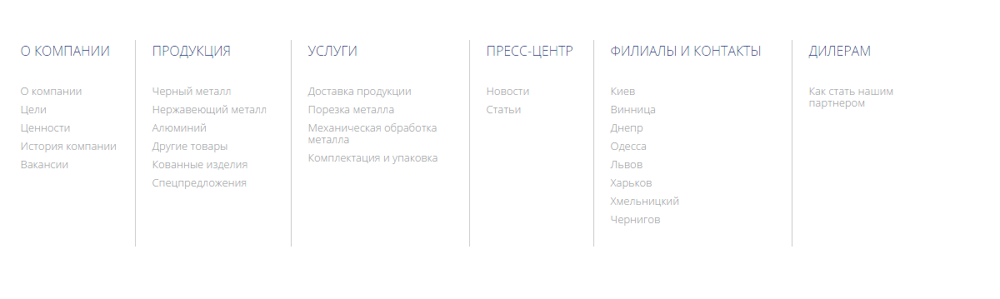 О КОМПАНИИ
О компании
Цели
Ценности
История компании
Вакансии
ПРОДУКЦИЯ
Черный металл
Нержавеющий металл
Алюминий
Другие товары
Кованные изделия
Спецпредложения
УСЛУГИ
Доставка продукции
Порезка металла
Механическая обработка
металла
Комплектация и упаковка
ПРЕСС-ЦЕНТР
Новости
Статьи
ФИЛИАЛЫ И КОНТАКТЫ
Киев
Винница
Днепр
Одесса
Львов
Харьков
Хмельницкий
Чернигов
ДИЛЕРАМ
Как стать нашим
партнером